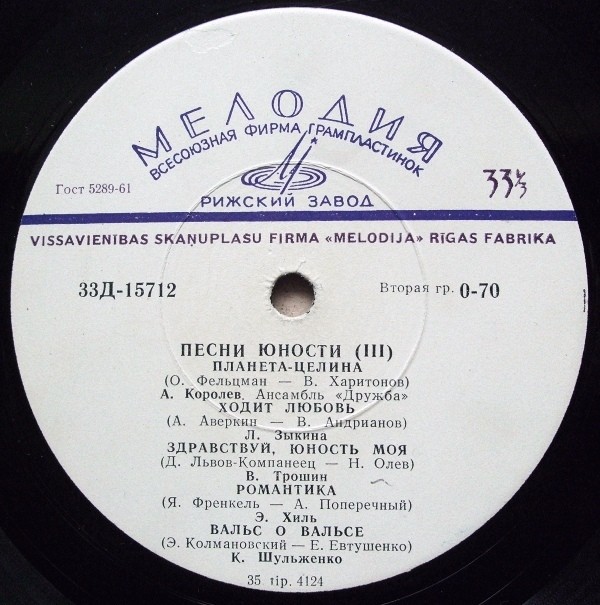 МЕЛОДИЯ
ВСЕСОЮЗНАЯ ФИРМА ГРАМПЛАСТИНОК
Гост 5289-61
33⅓
РИЖСКИЙ ЗАВОД
VISSAVIENĪBAS SKAŅUPLASU FIRMA «MELODIJA» RĪGAS FABRIKA
33Д-15712
Вторая гр. 0-70
ПЕСНИ ЮНОСТИ (III)
ПЛАНЕТА-ЦЕЛИНА
(О. Фельцман — В. Харитонов)
А. Королев, Ансамбль «Дружба»
ХОДИТ ЛЮБОВЬ
(А. Аверкин — В. Андрианов)
Л. Зыкина
ЗДРАВСТВУЙ, ЮНОСТЬ МОЯ
(Д. Львов-Компанеец — Н. Олев)
В. Трошин
РОМАНТИКА
(Я. Френкель — А. Поперечный)
Э. Хиль
ВАЛЬС О ВАЛЬСЕ
(Э. Колмановский — Е. Евтушенко)
К. Шульженко
35. tip. 4124